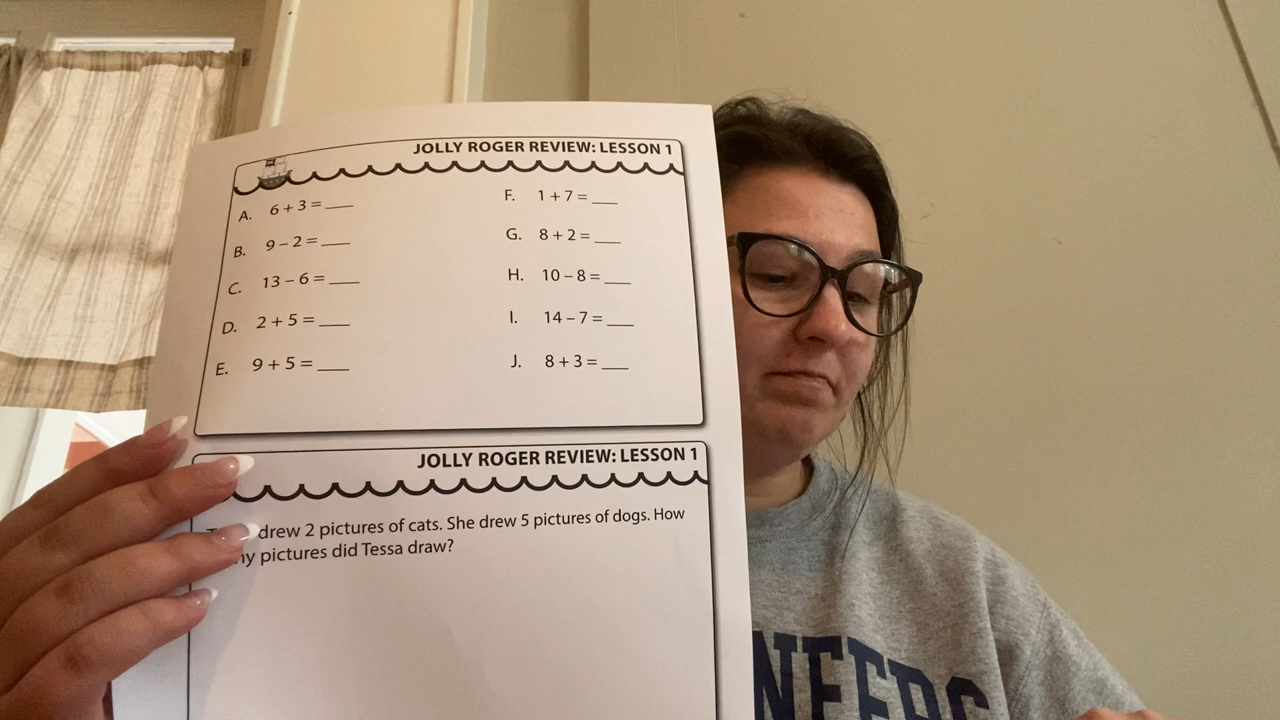 JOLLY ROGER REVIEW: LESSON 1
A. 6 + 3 = ___
B. 9 – 2 = ___
C. 13 – 6 = ___
D. 2 + 5 = ___
E. 9 + 5 = ___
F. 1 + 7 = ___
G. 8 + 2 = ___
H. 10 – 8 = ___
I. 14 – 7 = ___
J. 8 + 3 = ___
JOLLY ROGER REVIEW: LESSON 1
drew 2 pictures of cats. She drew 5 pictures of dogs. How
pictures did Tessa draw?